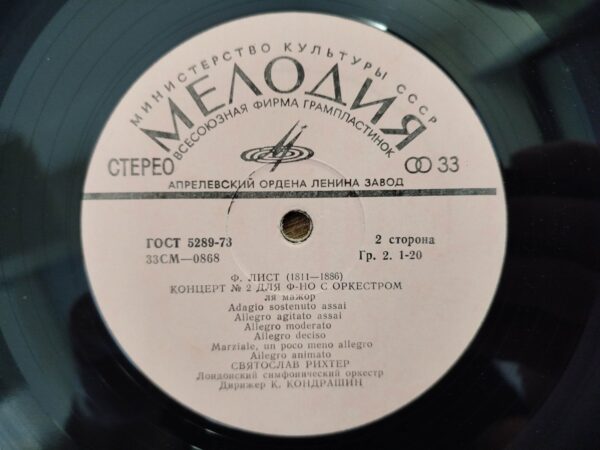 МИНИСТЕРСТВО КУЛЬТУРЫ СССР
МЕЛОДИЯ
ВСЕСОЮЗНАЯ ФИРМА ГРАМПЛАСТИНОК
СТЕРЕО
33
АПРЕЛЕВСКИЙ ОРДЕНА ЛЕНИНА ЗАВОД
ГОСТ 5289-73
2 сторона
33СМ—0868
Гр. 2. 1-20
Ф. ЛИСТ (1811—1886)
КОНЦЕРТ № 2 ДЛЯ Ф-НО С ОРКЕСТРОМ
ля мажор
Adagio sostenuto assai
Allegro agitato assai
Allegro moderato
Allegro deciso
Marziale, un poco meno allegro
Allegro animato
СВЯТОСЛАВ РИХТЕР
Лондонский симфонический оркестр
Дирижер К. КОНДРАШИН